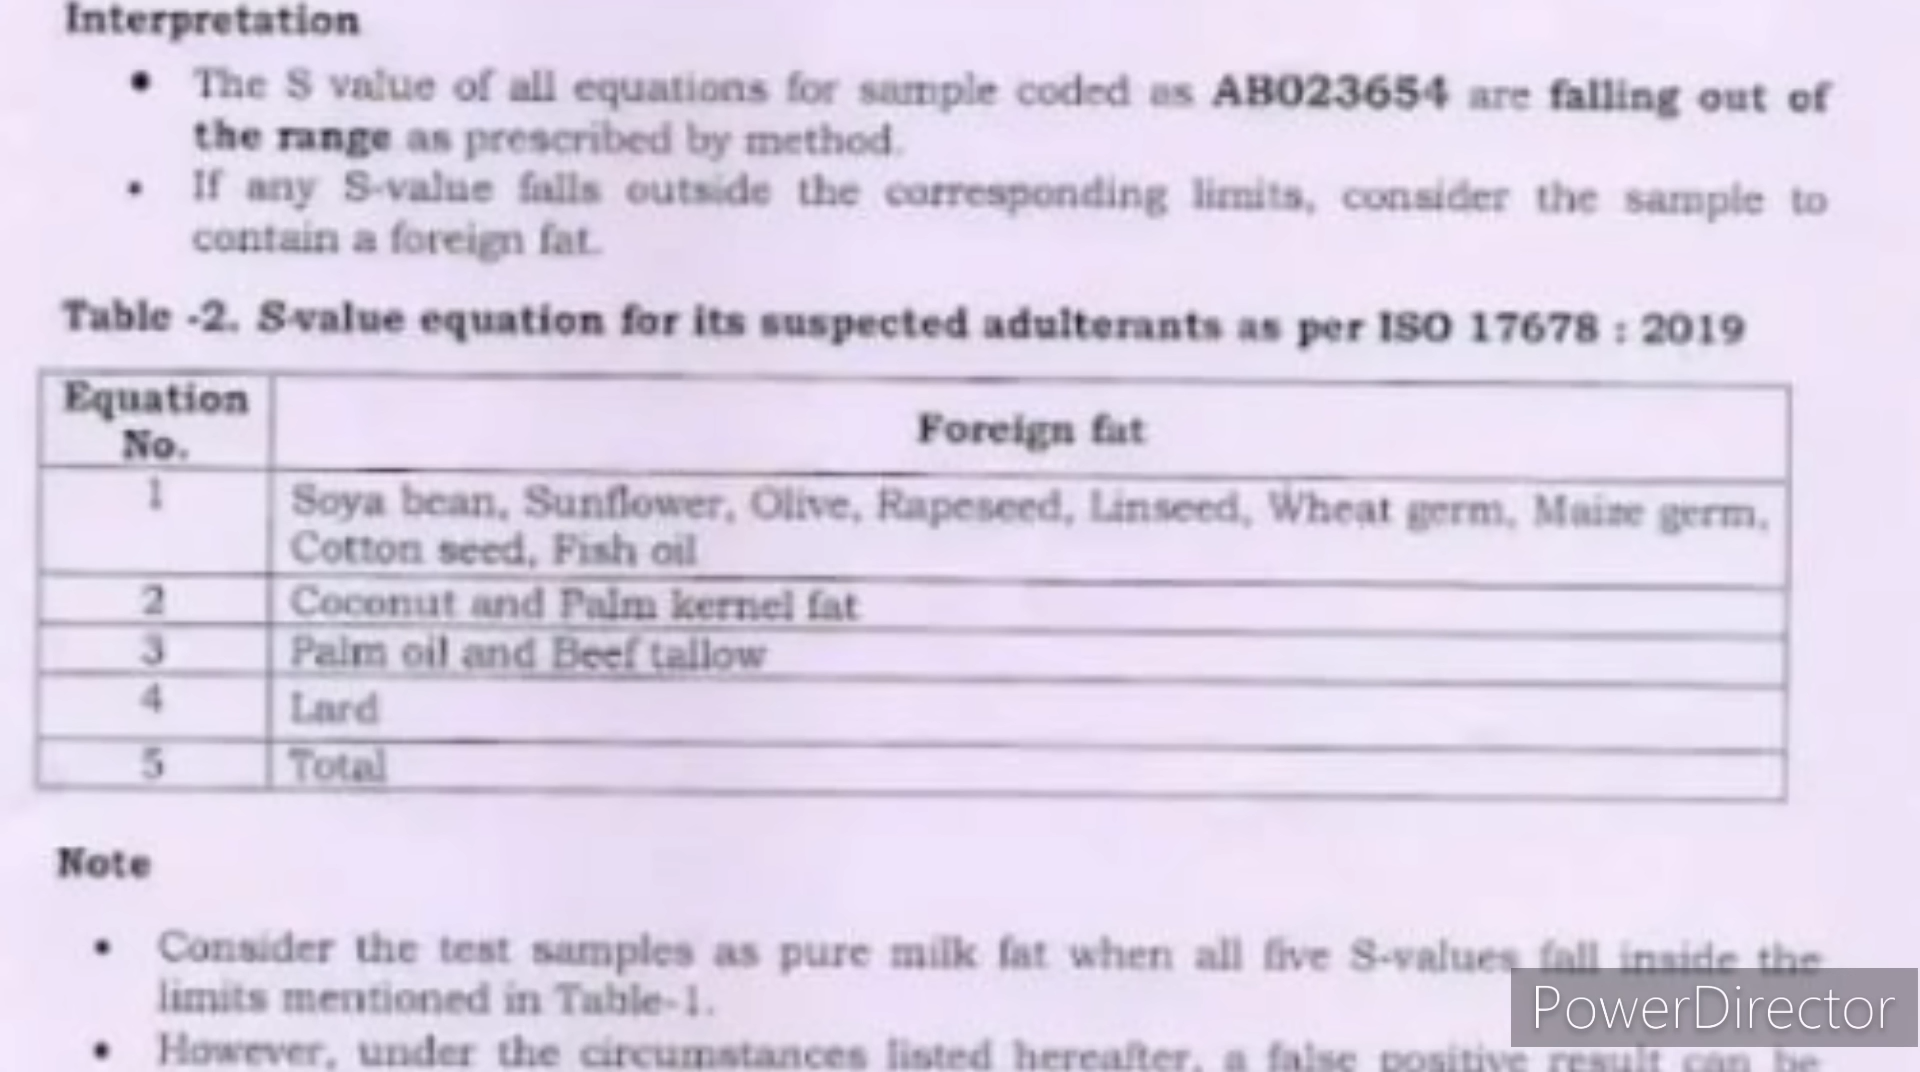 Interpretation
• The S value of all equations for sample coded as AB023654 are falling out of
the range as prescribed by method.
• If any S-value falls outside the corresponding limits, consider the sample to
contain a foreign fat.
Table -2. S-value equation for its suspected adulterants as per ISO 17678 : 2019
Equation
No.
Foreign fat
1
Soya bean, Sunflower, Olive, Rapeseed, Linseed, Wheat germ, Maize germ,
Cotton seed, Fish oil
2 Coconut and Palm kernel fat
3 Palm oil and Beef tallow
4 Lard
5 Total
Note
• Consider the test samples as pure milk fat when all five S-values fall inside the
limits mentioned in Table-1.
• However, under the circumstances listed hereafter, a false positive result can be
PowerDirector